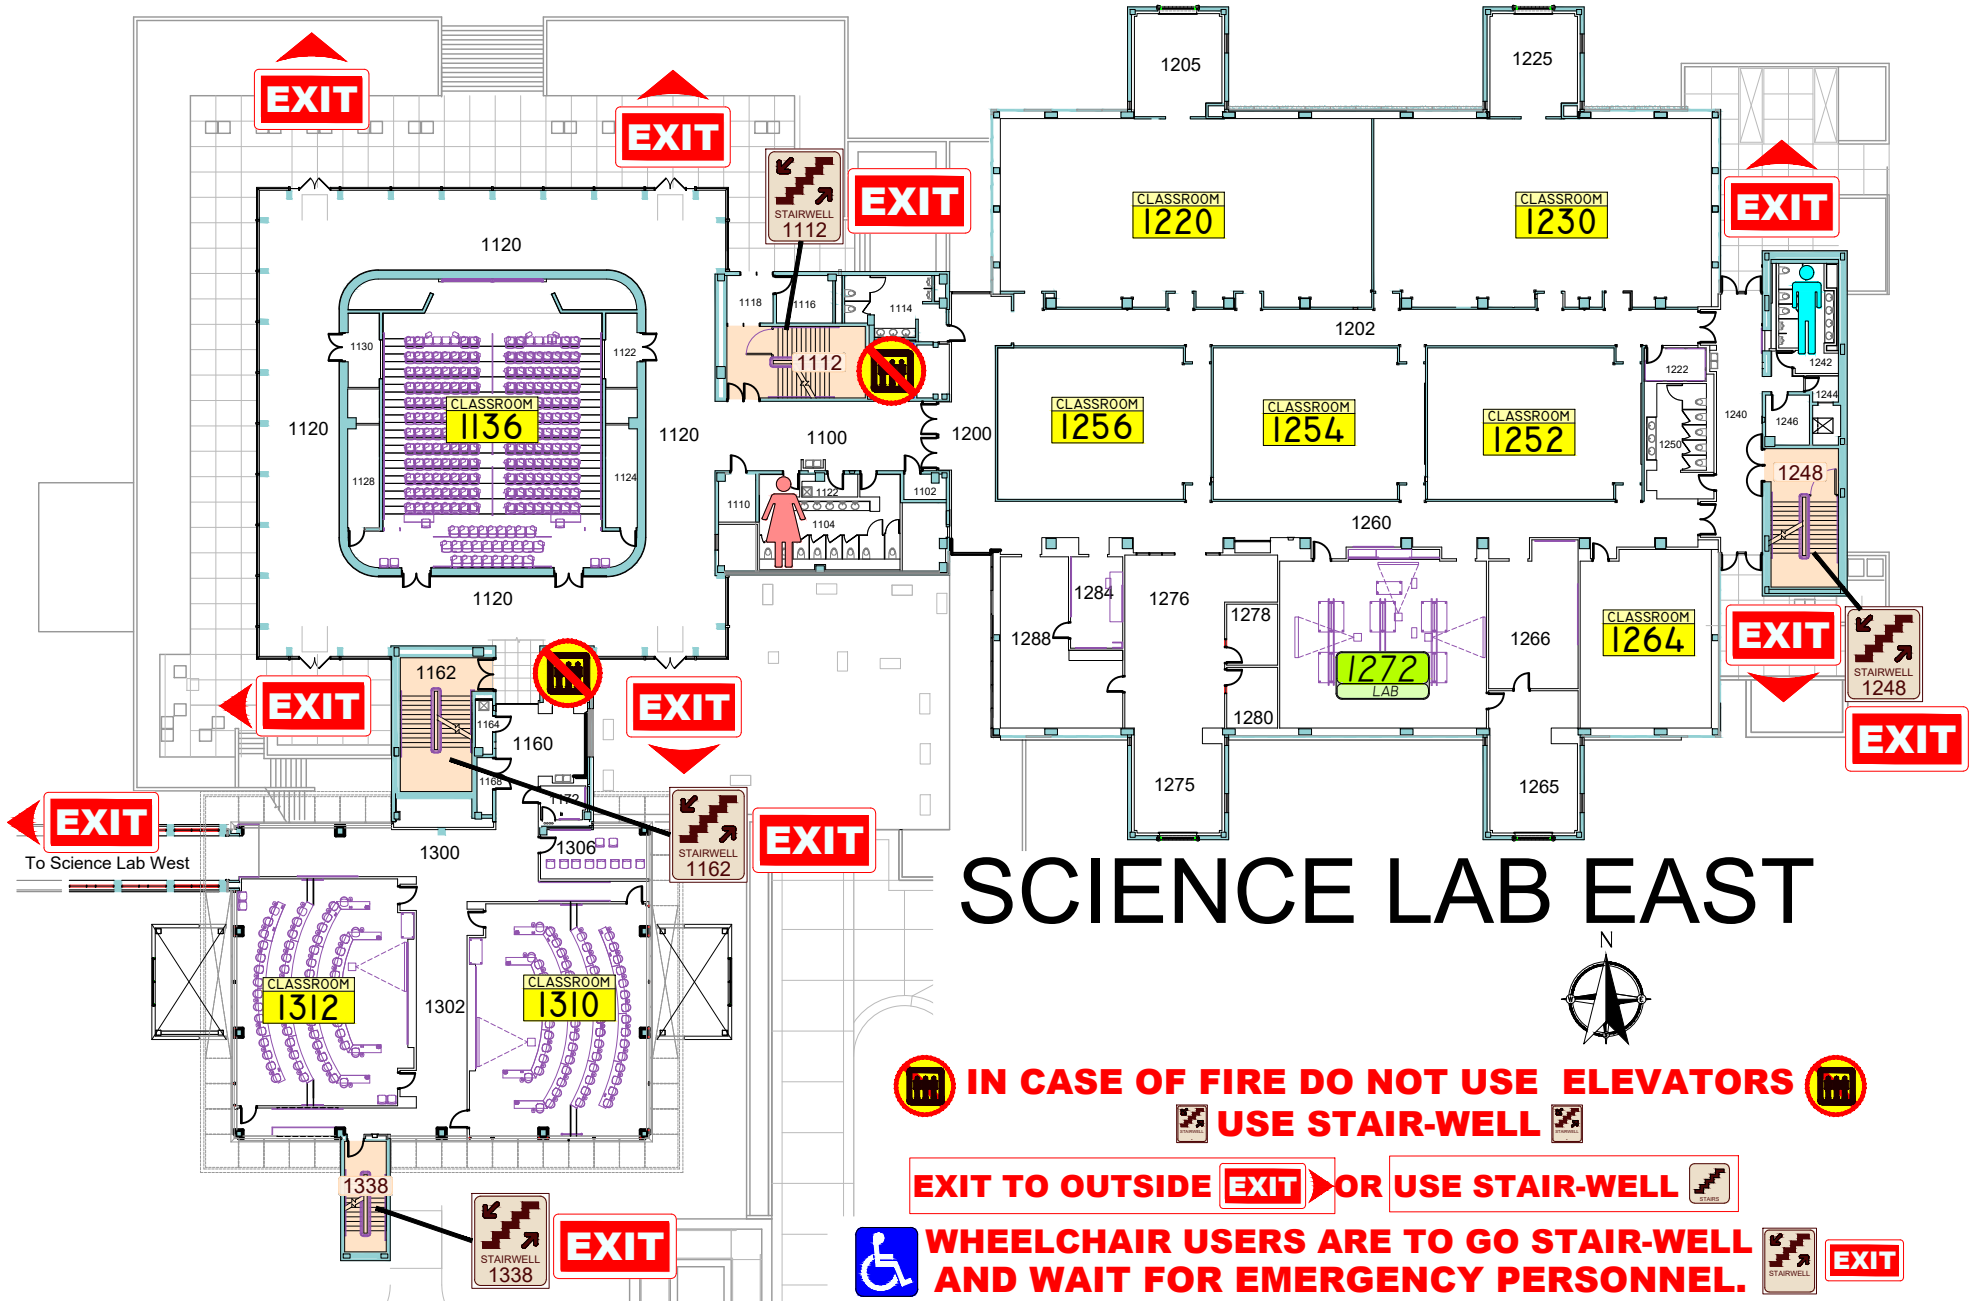 1205
1225
EXIT
EXIT
STAIRWELL
1112
EXIT
CLASSROOM
1220
CLASSROOM
1230
EXIT
1120
1118
1116
1114
1202
1130
1122
1112
1222
1242
1244
CLASSROOM
1136
CLASSROOM
1256
CLASSROOM
1254
CLASSROOM
1252
1240
1246
1120
1120
1100
1200
1250
1128
1124
1110
1122
1102
1104
1248
1260
1120
1284
1276
1278
1288
1266
CLASSROOM
1264
EXIT
STAIRWELL
1248
1162
1272
LAB
EXIT
EXIT
1164
1160
1280
EXIT
1168
1172
1275
1265
EXIT
To Science Lab West
1300
1306
STAIRWELL
1162
EXIT
SCIENCE LAB EAST
N
W
E
CLASSROOM
1312
1302
CLASSROOM
1310
IN CASE OF FIRE DO NOT USE ELEVATORS
STAIRWELL
USE STAIR-WELL
STAIRWELL
EXIT TO OUTSIDE EXIT OR USE STAIR-WELL
STAIRS
1338
STAIRWELL
1338
EXIT
WHEELCHAIR USERS ARE TO GO STAIR-WELL
AND WAIT FOR EMERGENCY PERSONNEL.
STAIRWELL
EXIT